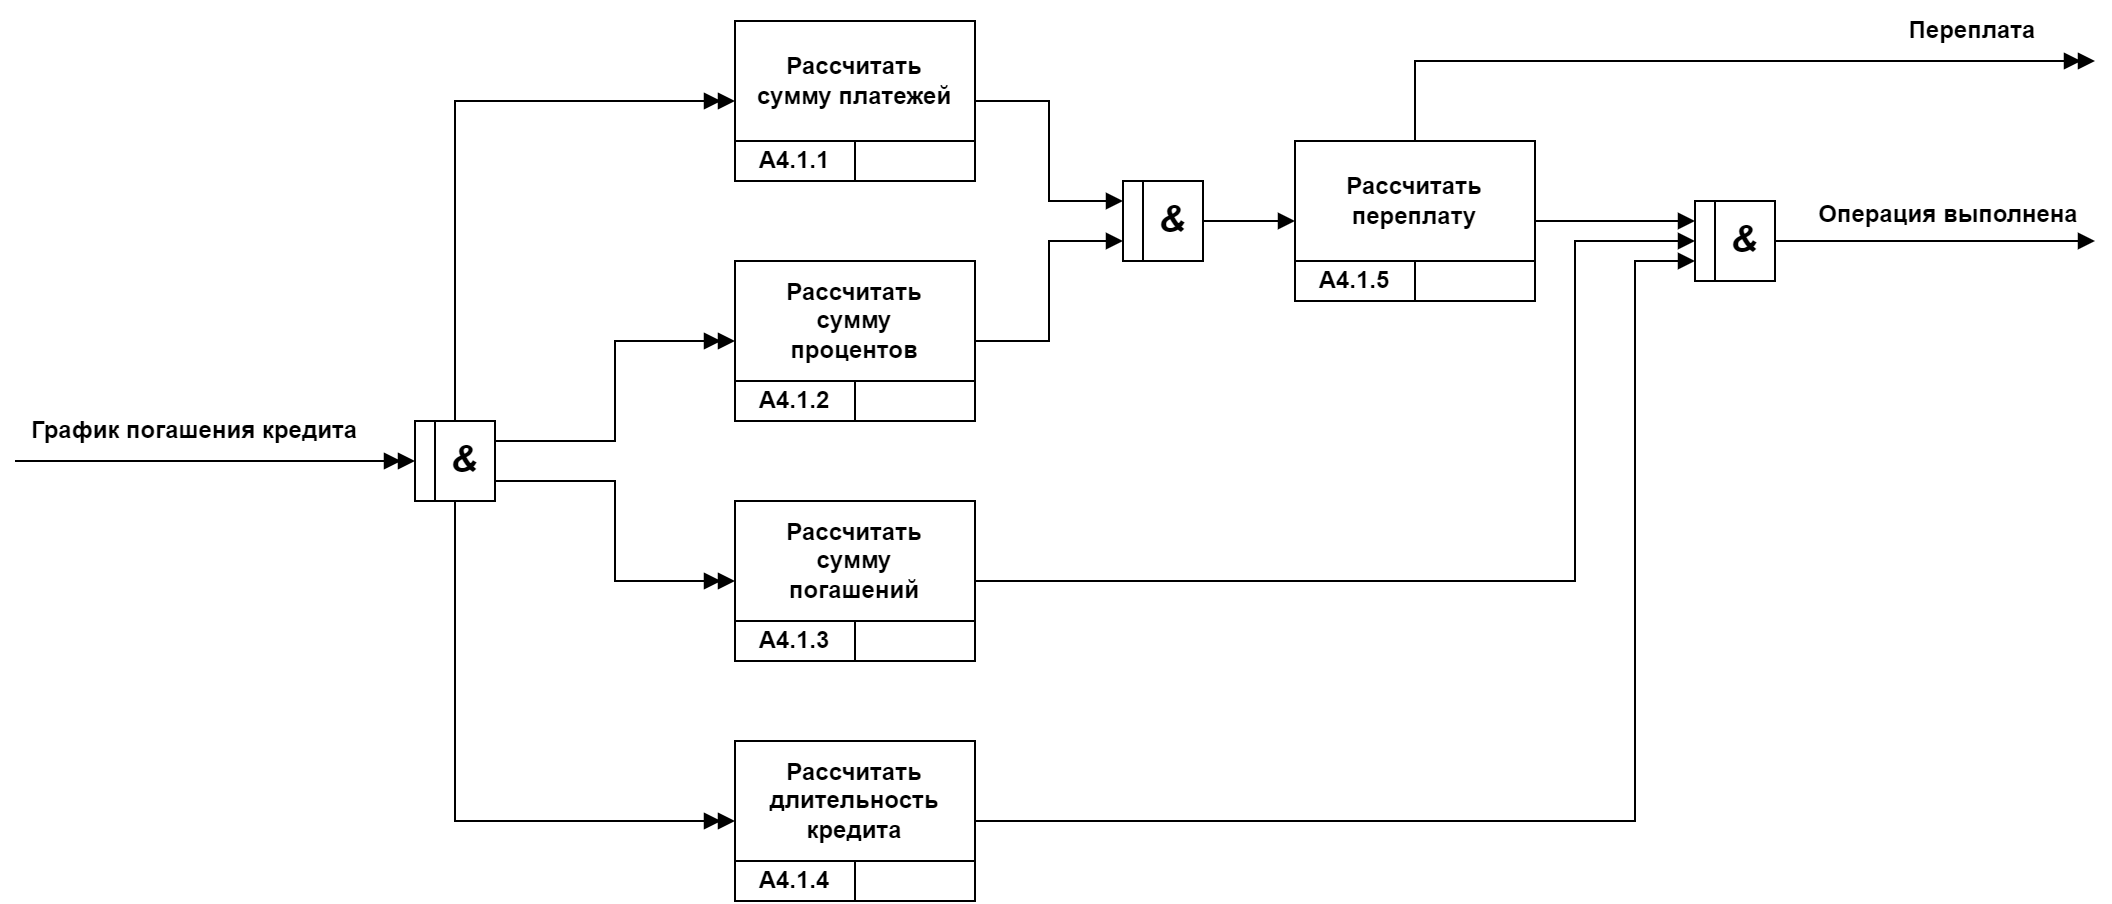 Переплата
Рассчитать
сумму платежей
A4.1.1
Рассчитать
переплату
A4.1.5
&
&
Операция выполнена
Рассчитать
сумму
процентов
A4.1.2
График погашения кредита
&
Рассчитать
сумму
погашений
A4.1.3
Рассчитать
длительность
кредита
A4.1.4